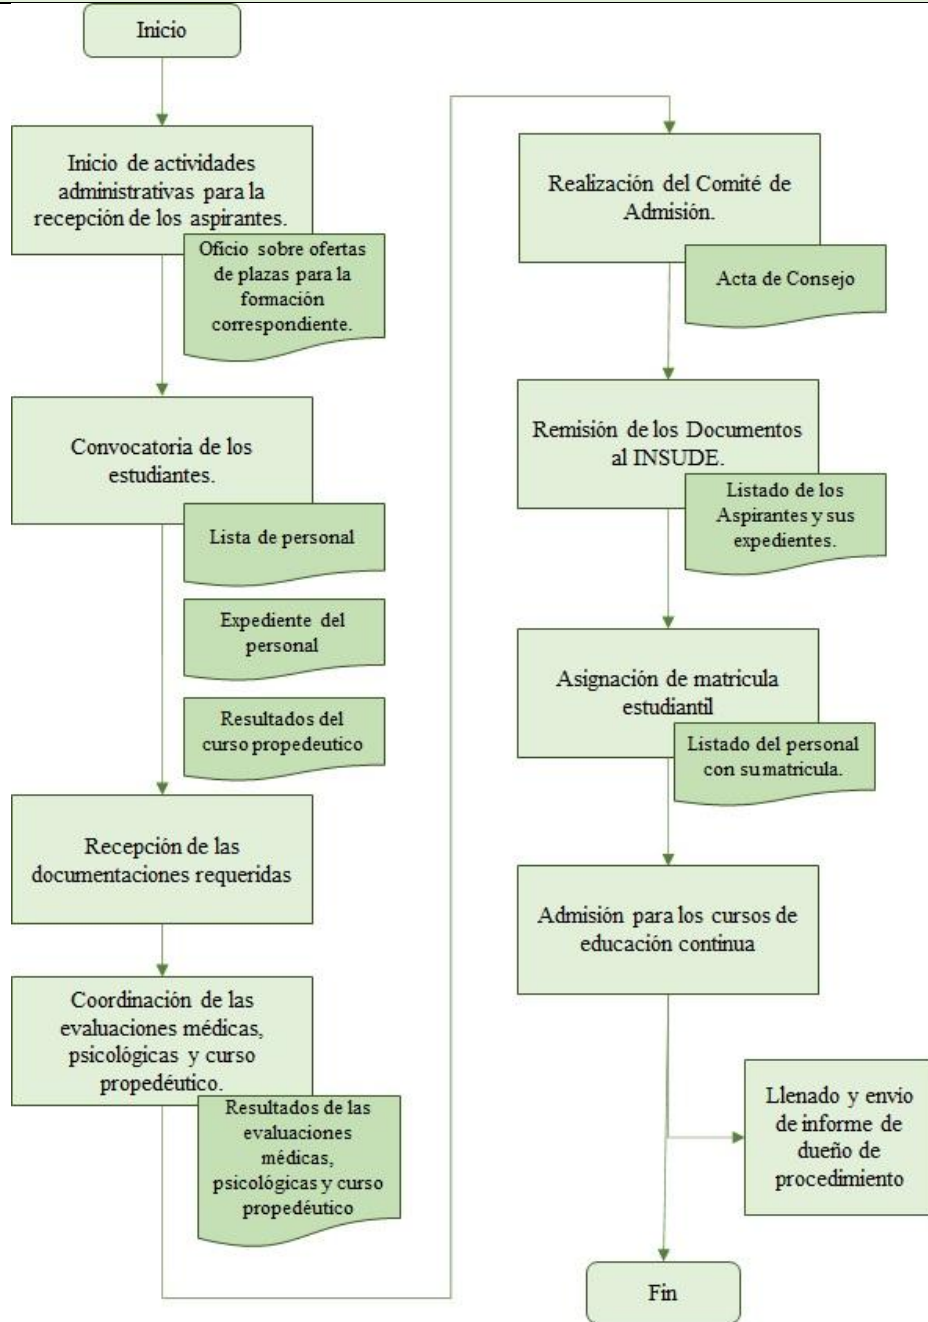 Inicio
Inicio de actividades
administrativas para la
recepción de los aspirantes.
Oficio sobre ofertas
de plazas para la
formación
correspondiente.
Convocatoria de los
estudiantes.
Lista de personal
Expediente del
personal
Resultados del
curso propedeutico
Recepción de las
documentaciones requeridas
Coordinación de las
evaluaciones médicas,
psicológicas y curso
propedéutico.
Resultados de las
evaluaciones
médicas,
psicológicas y curso
propedéutico
Realización del Comité de
Admisión.
Acta de Consejo
Remisión de los Documentos
al INSUDE.
Listado de los
Aspirantes y sus
expedientes.
Asignación de matricula
estudiantil
Listado del personal
con su matricula.
Admisión para los cursos de
educación continua
Llenado y envío
de informe de
dueño de
procedimiento
Fin